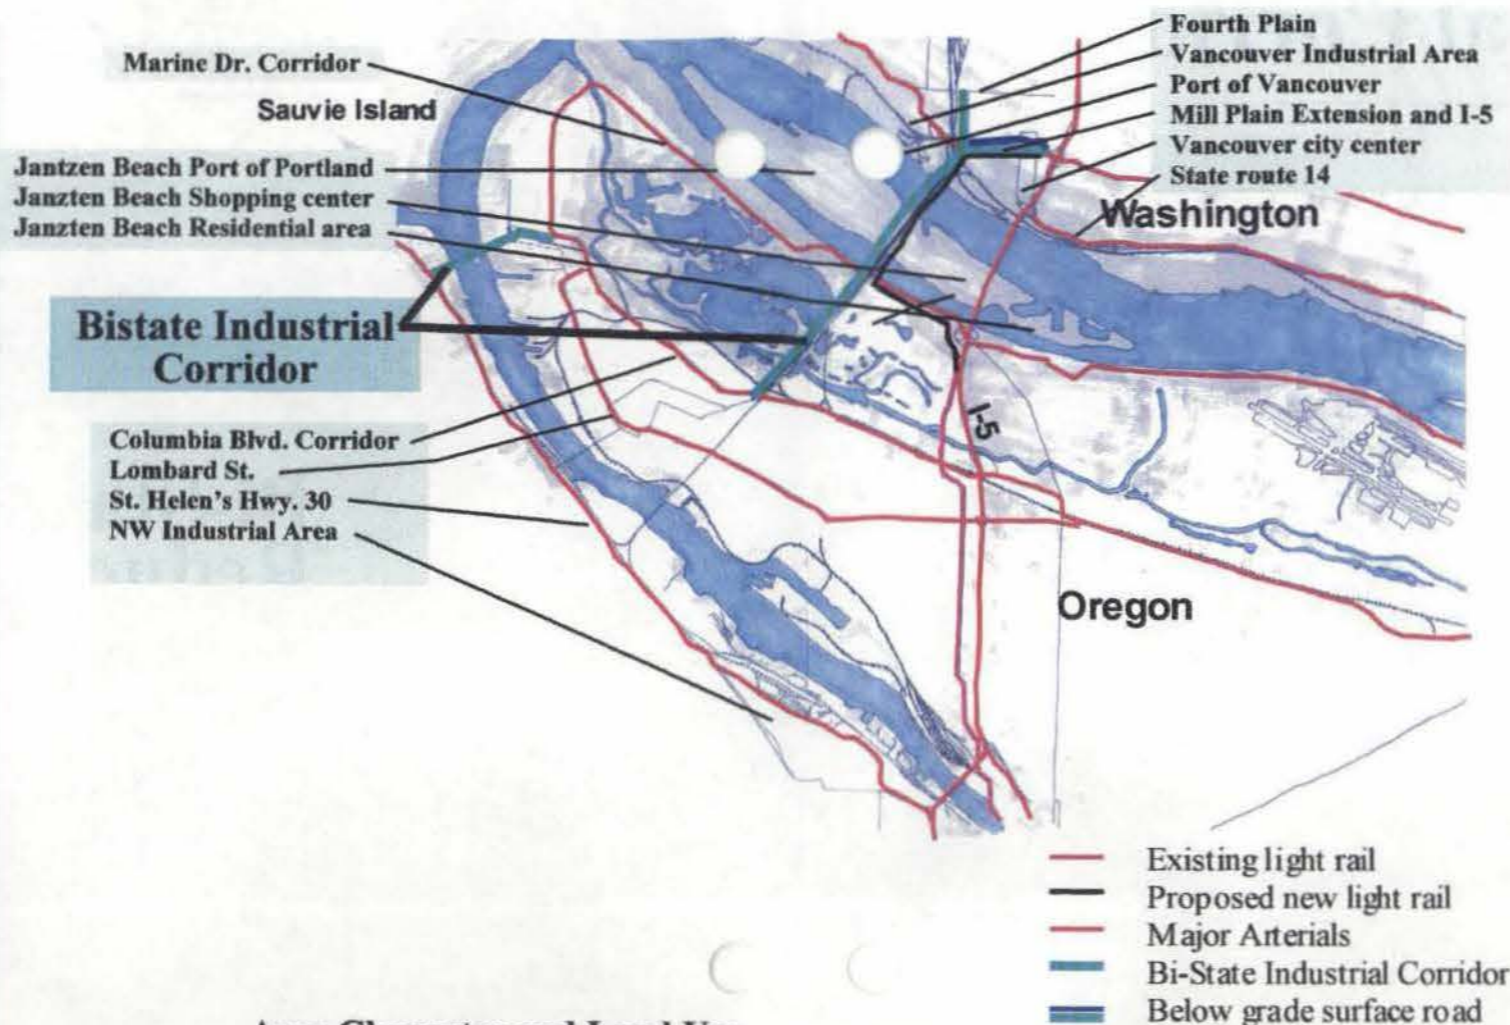 Fourth Plain
Vancouver Industrial Area
Port of Vancouver
Mill Plain Extension and I-5
Vancouver city center
State route 14
Marine Dr. Corridor
Sauvie Island
Jantzen Beach Port of Portland
Janzten Beach Shopping center
Janzten Beach Residential area
Washington
Bistate Industrial
Corridor
Columbia Blvd. Corridor
Lombard St.
St. Helen's Hwy. 30
NW Industrial Area
I-5
Oregon
Existing light rail
Proposed new light rail
Major Arterials
Bi-State Industrial Corridor
Below grade surface road